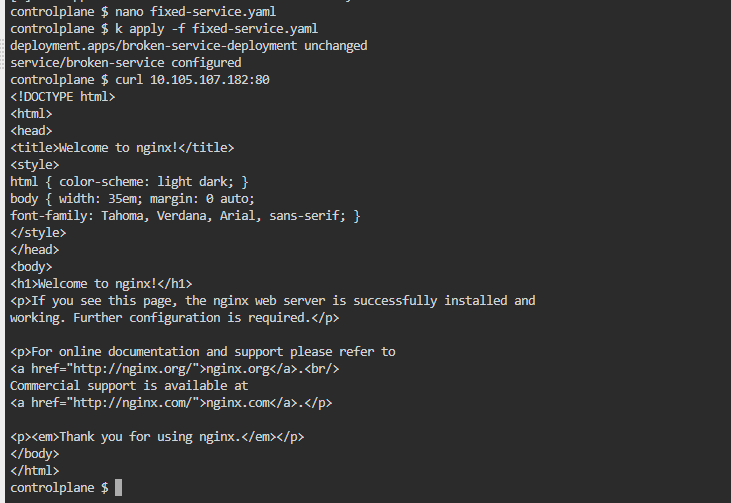 controlplane $ nano fixed-service.yaml
controlplane $ k apply -f fixed-service.yaml
deployment.apps/broken-service-deployment unchanged
service/broken-service configured
controlplane $ curl 10.105.107.182:80
<!DOCTYPE html>
<html>
<head>
<title>Welcome to nginx!</title>
<style>
html { color-scheme: light dark; }
body { width: 35em; margin: 0 auto;
font-family: Tahoma, Verdana, Arial, sans-serif; }
</style>
</head>
<body>
<h1>Welcome to nginx!</h1>
<p>If you see this page, the nginx web server is successfully installed and
working. Further configuration is required.</p>

<p>For online documentation and support please refer to
<a href="http://nginx.org/">nginx.org</a>.<br/>
Commercial support is available at
<a href="http://nginx.com/">nginx.com</a>.</p>

<p><em>Thank you for using nginx.</em></p>
</body>
</html>
controlplane $